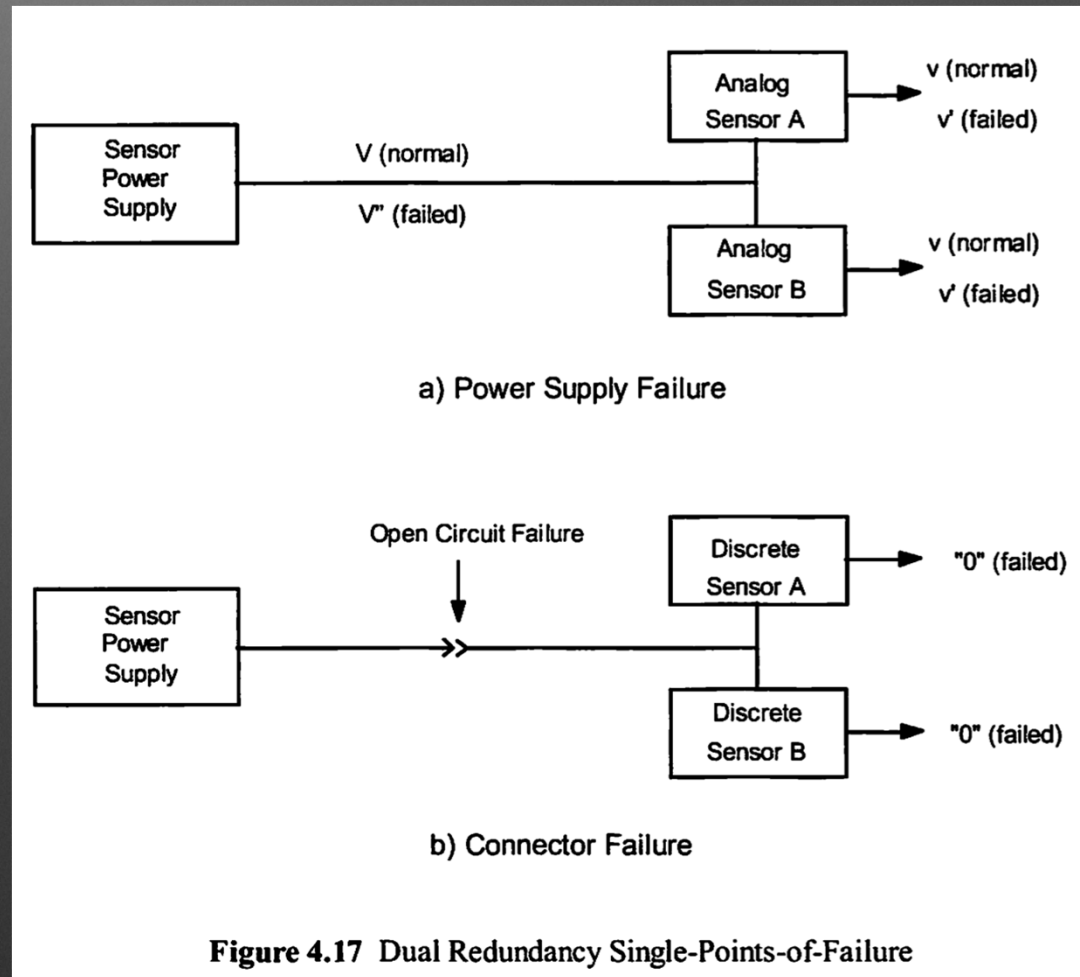 Sensor
Power
Supply
V (normal)
V" (failed)
Analog
Sensor A
v (normal)
v' (failed)
Analog
Sensor B
v (normal)
v' (failed)
a) Power Supply Failure
Open Circuit Failure
Sensor
Power
Supply
Discrete
Sensor A
"0" (failed)
Discrete
Sensor B
"0" (failed)
b) Connector Failure
Figure 4.17 Dual Redundancy Single-Points-of-Failure